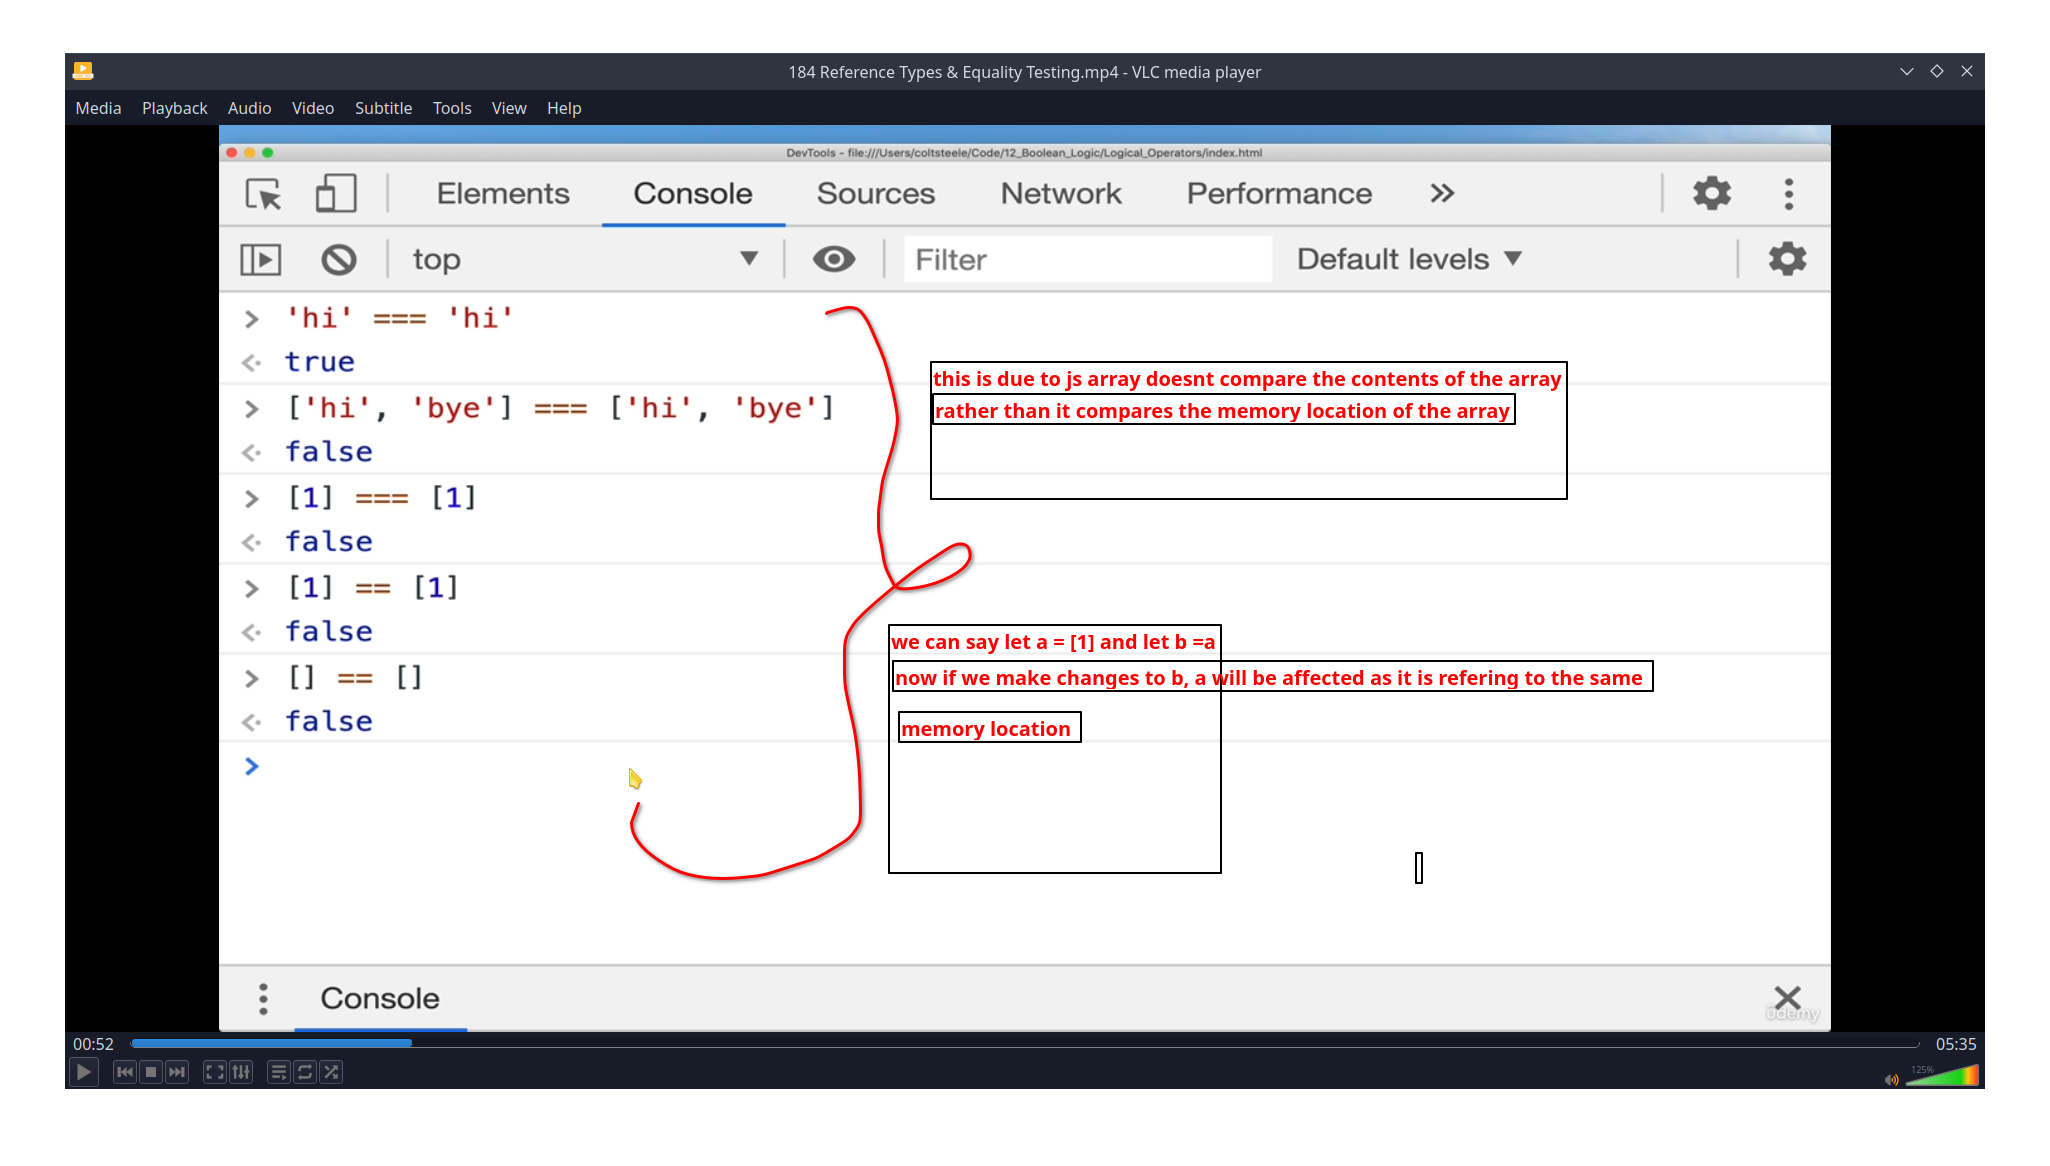 184 Reference Types & Equality Testing.mp4 - VLC media player
Media Playback Audio Video Subtitle Tools View Help
DevTools - file:///Users/coltsteele/Code/12_Boolean_Logic/Logical_Operators/index.html
Elements Console Sources Network Performance »
top ▼ Filter Default levels ▼
> 'hi' === 'hi'
<· true
this is due to js array doesnt compare the contents of the array
> ['hi', 'bye'] === ['hi', 'bye']
rather than it compares the memory location of the array
<· false
> [1] === [1]
<· false
> [1] == [1]
<· false
we can say let a = [1] and let b =a
> [] == []
now if we make changes to b, a will be affected as it is refering to the same
<· false
memory location
>
Console
udemy
00:52 05:35
125%